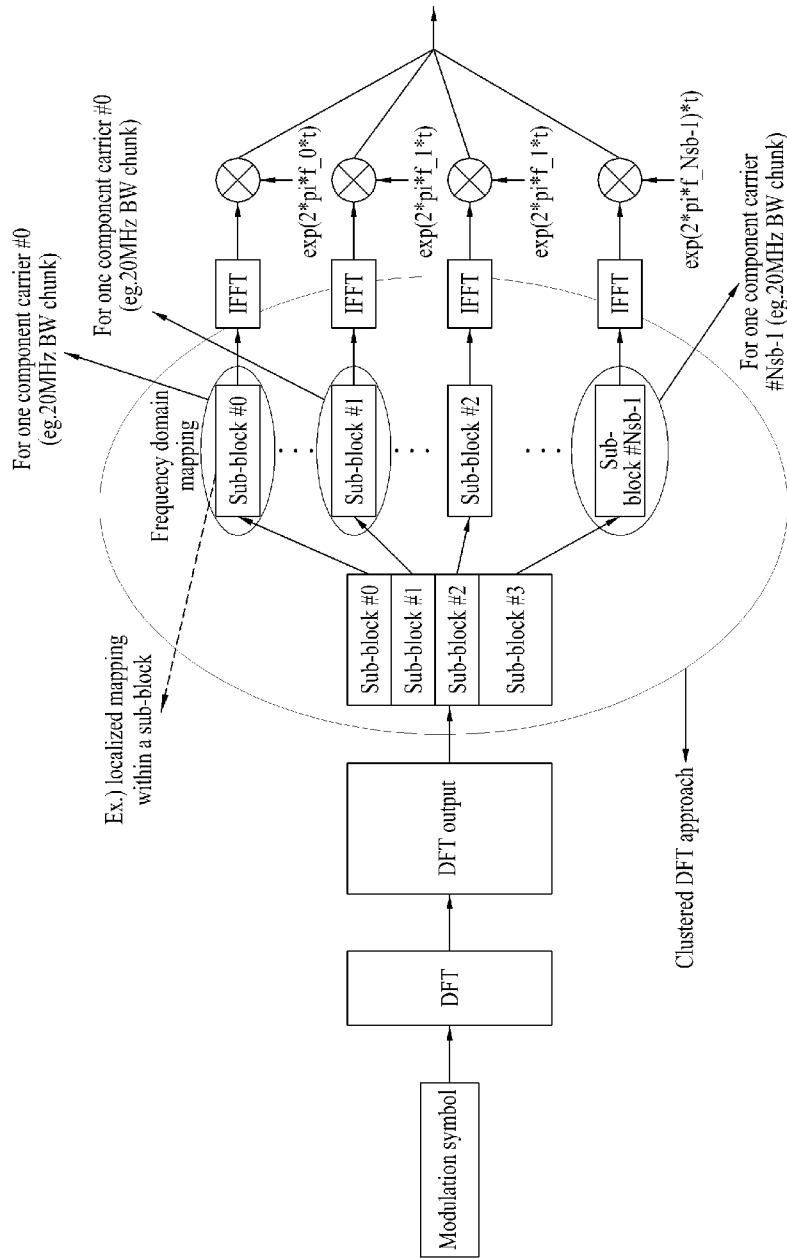 For one component carrier #0
(eg.20MHz BW chunk)
For one component carrier #0
(eg.20MHz BW chunk)
Ex.) localized mapping
within a sub-block
Frequency domain
mapping
Modulation symbol
DFT
DFT output
Sub-block #0
Sub-block #1
Sub-block #2
Sub-block #3
Sub-block #0
IFFT
exp(2*pi*f_0*t)
Sub-block #1
IFFT
exp(2*pi*f_1*t)
Sub-block #2
IFFT
exp(2*pi*f_1*t)
Sub-
block #Nsb-1
IFFT
exp(2*pi*f_Nsb-1)*t)
Clustered DFT approach
For one component carrier
#Nsb-1 (eg.20MHz BW chunk)